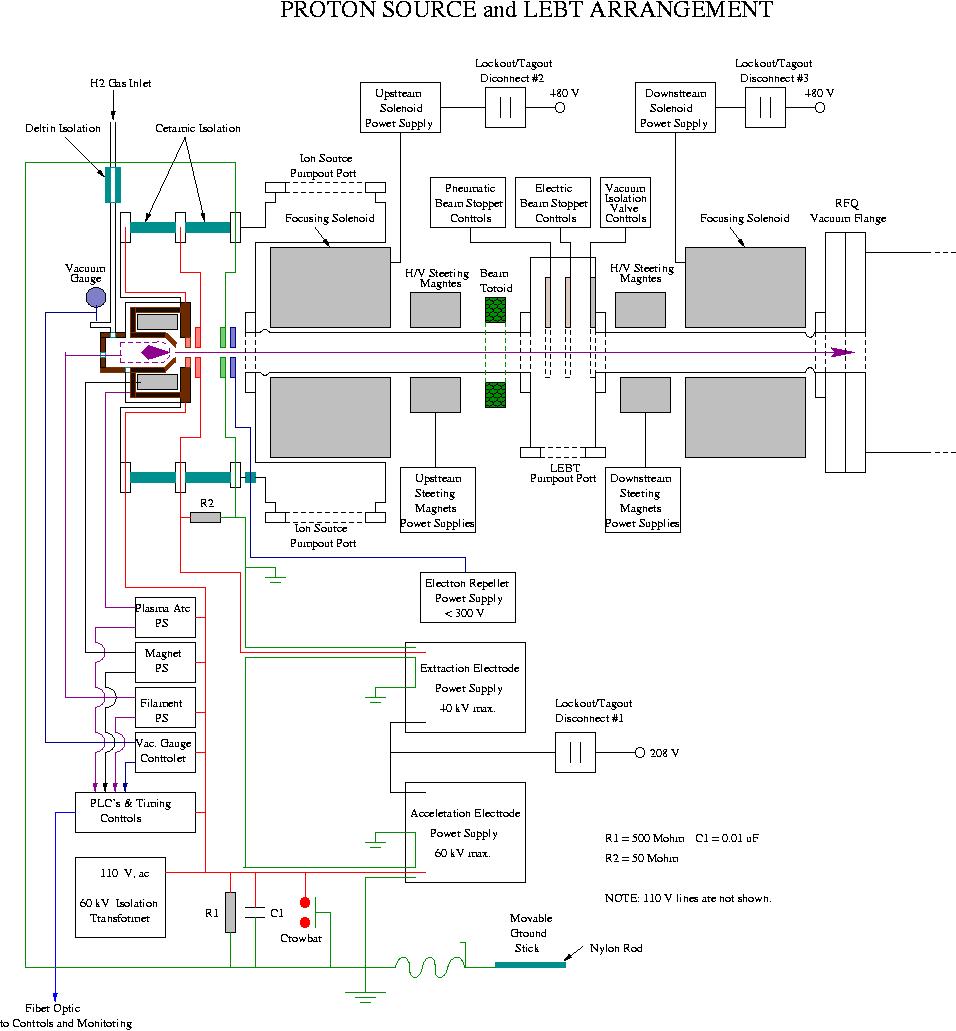 PROTON SOURCE and LEBT ARRANGEMENT
H2 Gas Inlet
Delrin Isolation
Ceramic Isolation
Ion Source
Pumpout Port
Upstream
Solenoid
Power Supply
Lockout/Tagout
Diconnect #2
+80 V
Downstream
Solenoid
Power Supply
Lockout/Tagout
Disconnect #3
+80 V
Pneumatic
Beam Stopper
Controls
Electric
Beam Stopper
Controls
Vacuum
Isolation
Valve
Controls
RFQ
Vacuum Flange
Focusing Solenoid
Focusing Solenoid
Vacuum
Gauge
H/V Steering
Magntes
Beam
Toroid
H/V Steering
Magntes
LEBT
Pumpout Port
Upstream
Steering
Magnets
Power Supplies
Downstream
Steering
Magnets
Power Supplies
R2
Ion Source
Pumpout Port
Electron Repeller
Power Supply
< 300 V
Plasma Arc
PS
Magnet
PS
Filament
PS
Vac. Gauge
Controler
PLC's & Timing
Controls
Extraction Electrode
Power Supply
40 kV max.
Lockout/Tagout
Disconnect #1
208 V
Acceleration Electrode
Power Supply
60 kV max.
R1 = 500 Mohm C1 = 0.01 uF
R2 = 50 Mohm
NOTE: 110 V lines are not shown.
110 V, ac
60 kV Isolation
Transformer
R1
C1
Crowbar
Movable
Ground
Stick
Nylon Rod
Fiber Optic
to Controls and Monitoring